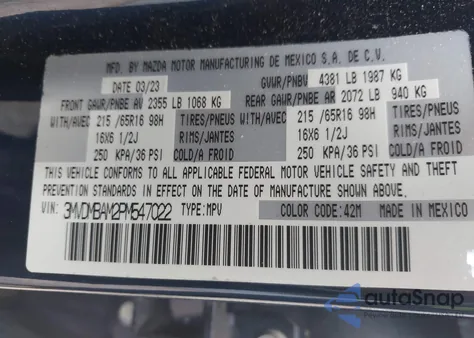 MFD. BY MAZDA MOTOR MANUFACTURING DE MEXICO S.A. DE C.V.
DATE 03/23 GVWR/PNBV 4381 LB 1987 KG
FRONT GAWR/PNBE AV 2355 LB 1068 KG REAR GAWR/PNBE AR 2072 LB 940 KG
WITH/AVEC 215 /65R16 98H TIRES/PNEUS WITH/AVEC 215 /65R16 98H TIRES/PNEUS
16X6 1/2J RIMS/JANTES 16X6 1/2J RIMS/JANTES
250 KPA/36 PSI COLD/A FROID 250 KPA/36 PSI COLD/A FROID
THIS VEHICLE CONFORMS TO ALL APPLICABLE FEDERAL MOTOR VEHICLE SAFETY AND THEFT
PREVENTION STANDARDS IN EFFECT ON THE DATE OF MANUFACTURE SHOWN ABOVE.
VIN: 3MVDMBAM2PM547022 TYPE: MPV COLOR CODE: 42M MADE IN MEXICO
autoSnap